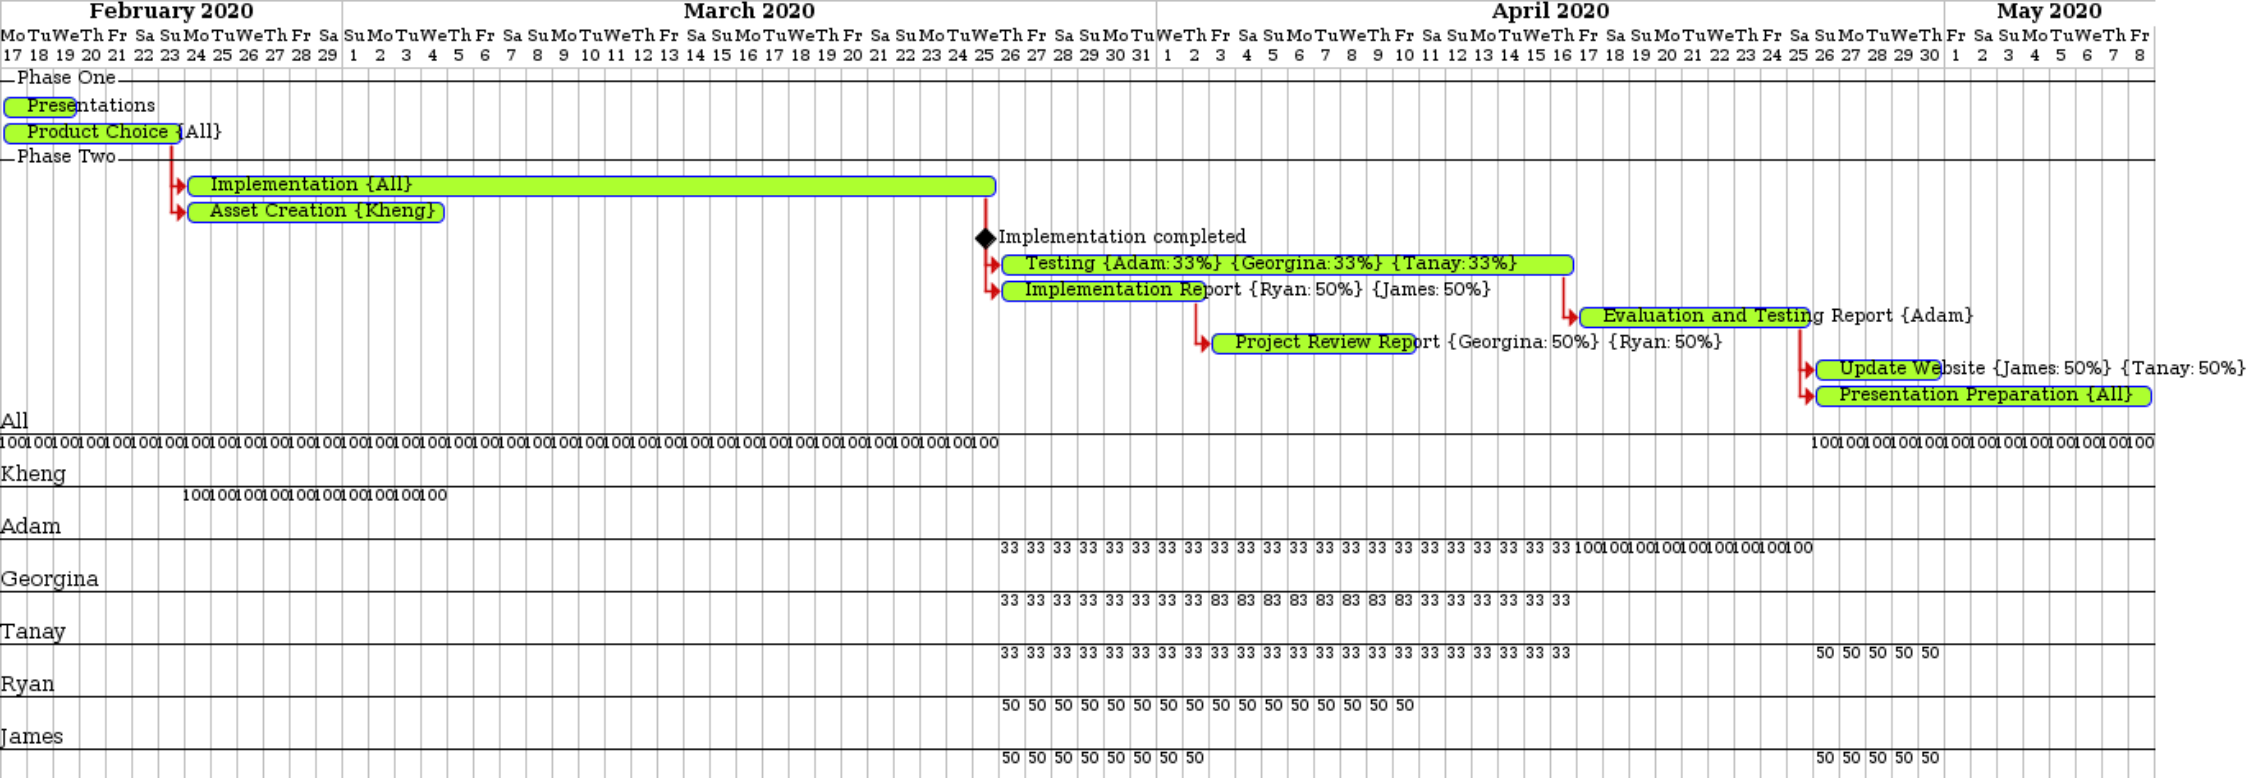 February 2020 March 2020 April 2020 May 2020
Mo Tu We Th Fr Sa Su Mo Tu We Th Fr Sa Su Mo Tu We Th Fr Sa Su Mo Tu We Th Fr Sa Su Mo Tu We Th Fr Sa Su Mo Tu We Th Fr Sa Su Mo Tu We Th Fr Sa Su Mo Tu We Th Fr Sa Su Mo Tu We Th Fr Sa Su Mo Tu We Th Fr Sa Su Mo Tu We Th Fr Sa Su Mo Tu We Th Fr
17 18 19 20 21 22 23 24 25 26 27 28 29 1 2 3 4 5 6 7 8 9 10 11 12 13 14 15 16 17 18 19 20 21 22 23 24 25 26 27 28 29 30 31 1 2 3 4 5 6 7 8 9 10 11 12 13 14 15 16 17 18 19 20 21 22 23 24 25 26 27 28 29 30 1 2 3 4 5 6 7 8
Phase One
Presentations
Product Choice {All}
Phase Two
Implementation {All}
Asset Creation {Kheng}
Implementation completed
Testing {Adam:33%} {Georgina:33%} {Tanay:33%}
Implementation Report {Ryan:50%} {James:50%}
Evaluation and Testing Report {Adam}
Project Review Report {Georgina:50%} {Ryan:50%}
Update Website {James:50%} {Tanay:50%}
Presentation Preparation {All}
All
100 100 100 100 100 100 100 100 100 100 100 100 100 100 100 100 100 100 100 100 100 100 100 100 100 100 100 100 100 100 100 100 100 100 100 100 100 100 100 100 100 100 100 100 100 100 100 100 100 100 100
Kheng
100 100 100 100 100 100 100 100 100 100
Adam
33 33 33 33 33 33 33 33 33 33 33 33 33 33 33 33 33 33 33 33 33 33 100 100 100 100 100 100 100 100 100
Georgina
33 33 33 33 33 33 33 33 83 83 83 83 83 83 83 83 33 33 33 33 33 33
Tanay
33 33 33 33 33 33 33 33 33 33 33 33 33 33 33 33 33 33 33 33 33 33 50 50 50 50 50
Ryan
50 50 50 50 50 50 50 50 50 50 50 50 50 50 50 50
James
50 50 50 50 50 50 50 50 50 50 50 50 50